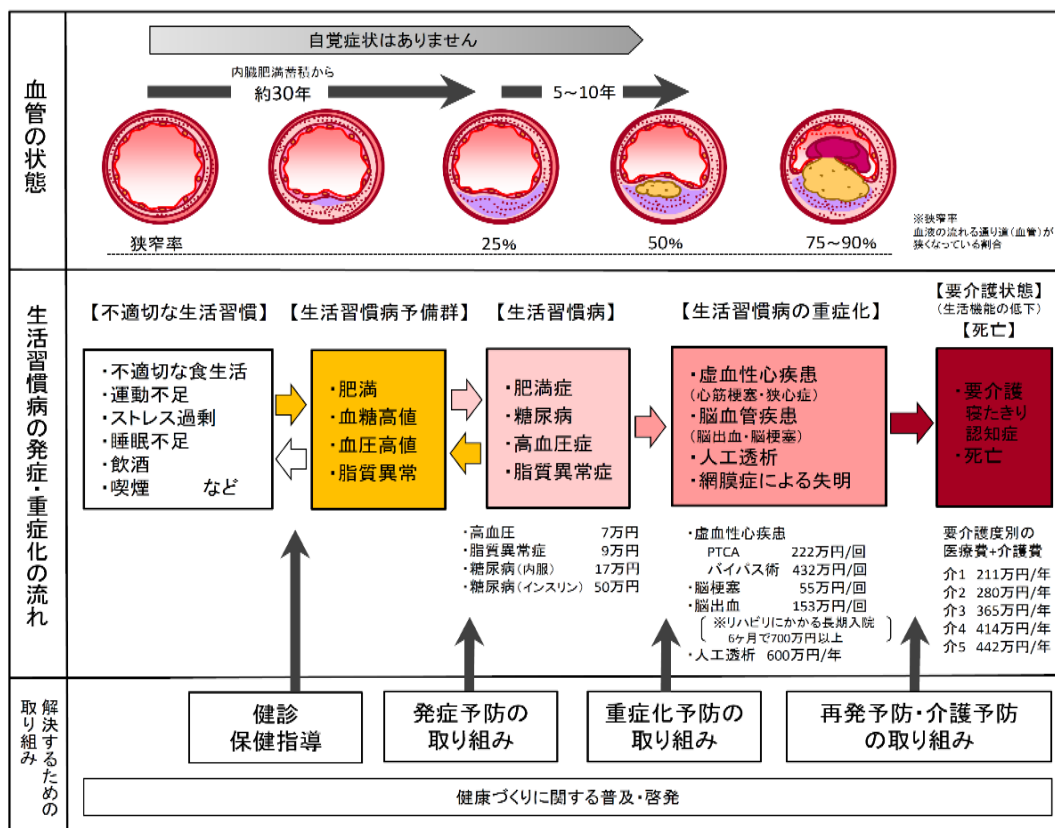 血管の状態
自覚症状はありません
内臓肥満蓄積から
約30年
5～10年
狭窄率
25%
50%
75～90%
※狭窄率
血液の流れる通り道(血管)が
狭くなっている割合
生活習慣病の発症・重症化の流れ
【不適切な生活習慣】
・不適切な食生活
・運動不足
・ストレス過剰
・睡眠不足
・飲酒
・喫煙 など
【生活習慣病予備群】
・肥満
・血糖高値
・血圧高値
・脂質異常
【生活習慣病】
・肥満症
・糖尿病
・高血圧症
・脂質異常症
・高血圧 7万円
・脂質異常症 9万円
・糖尿病(内服) 17万円
・糖尿病(インスリン) 50万円
【生活習慣病の重症化】
・虚血性心疾患
(心筋梗塞・狭心症)
・脳血管疾患
(脳出血・脳梗塞)
・人工透析
・網膜症による失明
・虚血性心疾患
PTCA 222万円/回
バイパス術 432万円/回
・脳梗塞 55万円/回
・脳出血 153万円/回
※リハビリにかかる長期入院
6ヶ月で700万円以上
・人工透析 600万円/年
【要介護状態】
(生活機能の低下)
【死亡】
・要介護
寝たきり
認知症
・死亡
要介護度別の
医療費+介護費
介1 211万円/年
介2 280万円/年
介3 365万円/年
介4 414万円/年
介5 442万円/年
解決するための
取り組み
健診
保健指導
発症予防の
取り組み
重症化予防の
取り組み
再発予防・介護予防
の取り組み
健康づくりに関する普及・啓発